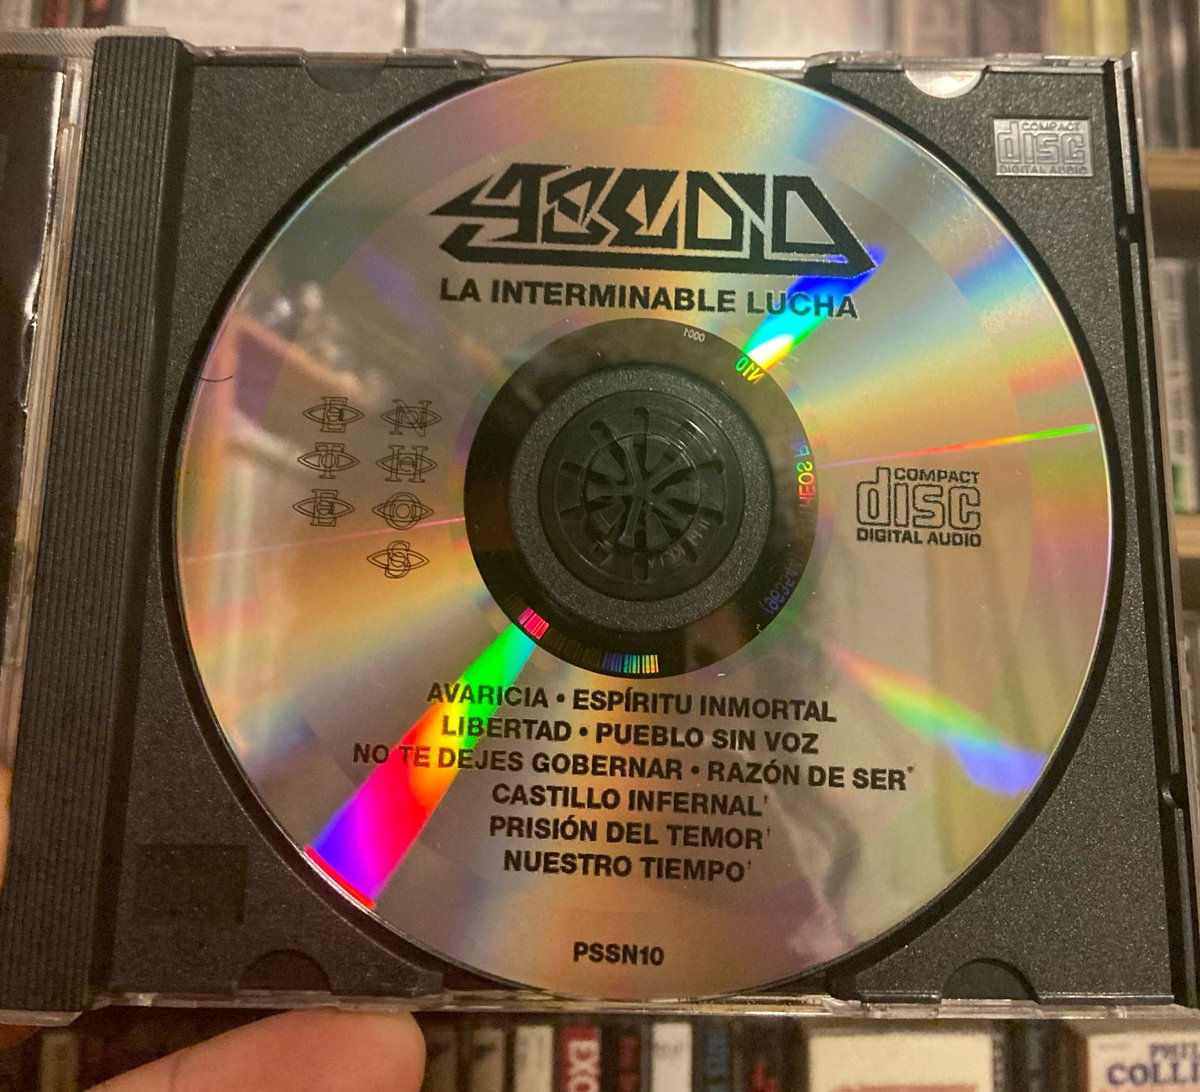 COMPACT
disc
DIGITAL AUDIO
LA INTERMINABLE LUCHA
COMPACT
disc
DIGITAL AUDIO
AVARICIA • ESPÍRITU INMORTAL
LIBERTAD • PUEBLO SIN VOZ
NO TE DEJES GOBERNAR • RAZÓN DE SER*
CASTILLO INFERNAL†
PRISIÓN DEL TEMOR†
NUESTRO TIEMPO†
PSSN10